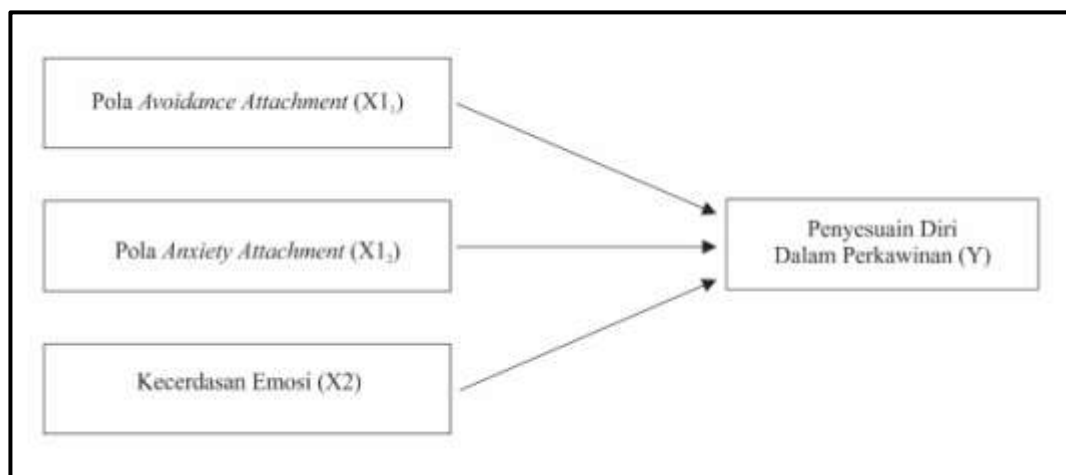 Pola Avoidance Attachment (X1₁)
Pola Anxiety Attachment (X1₂)
Kecerdasan Emosi (X2)
Penyesuain Diri
Dalam Perkawinan (Y)